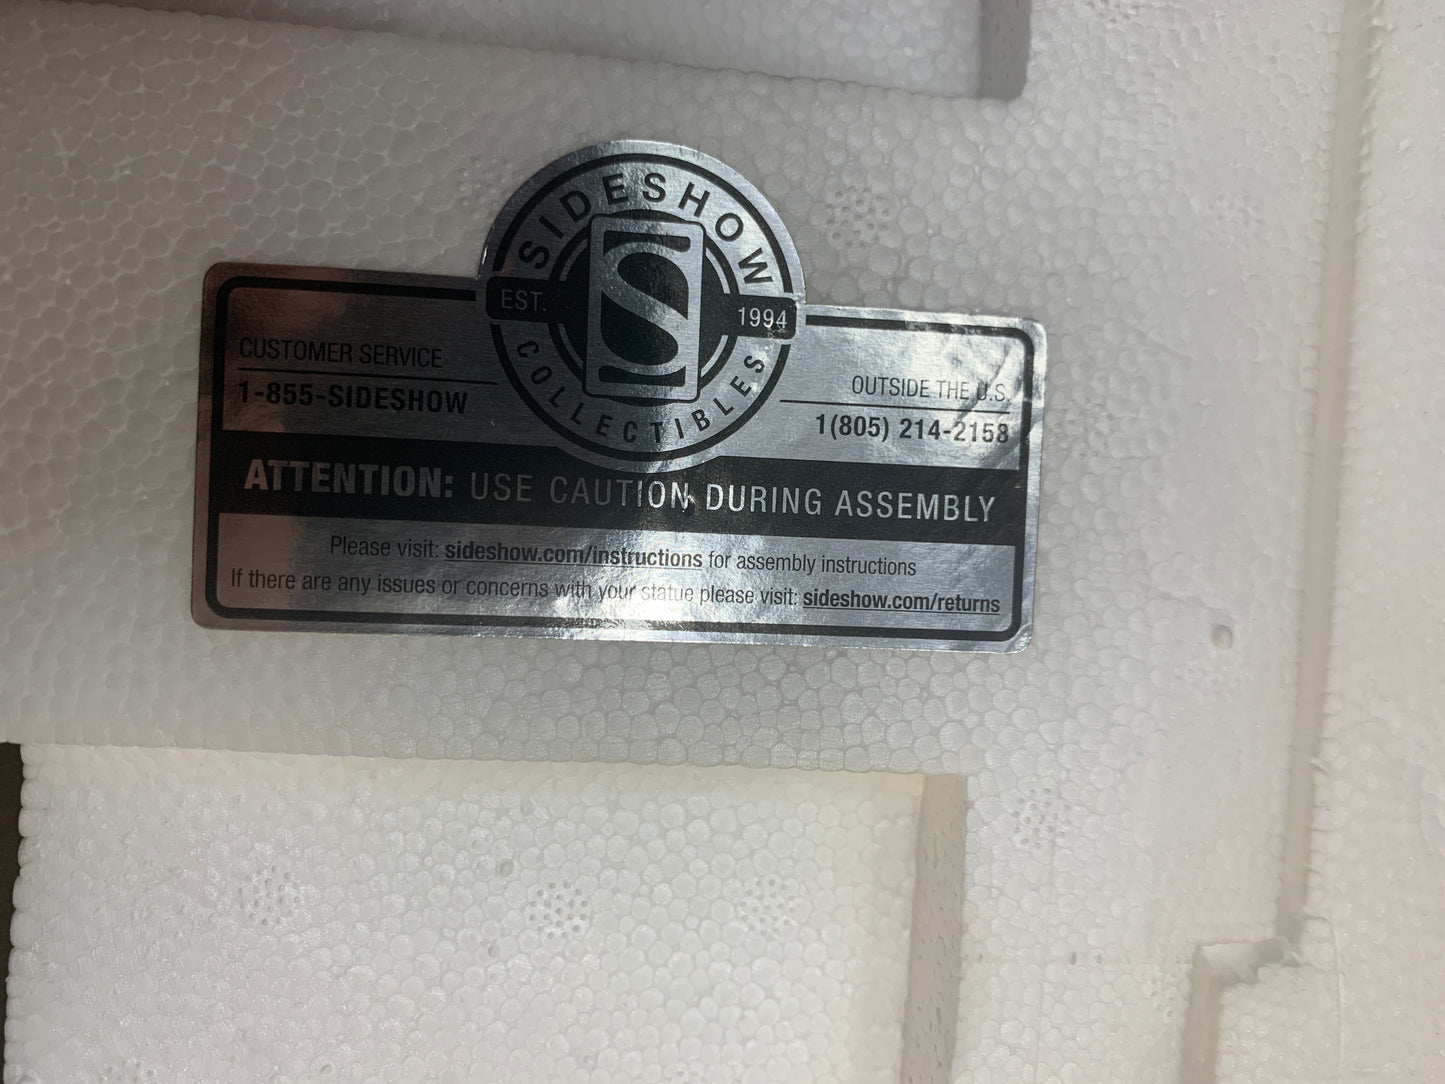 SIDESHOW
EST. S 1994
COLLECTIBLES
CUSTOMER SERVICE
1-855-SIDESHOW
OUTSIDE THE U.S.
1(805) 214-2158
ATTENTION: USE CAUTION DURING ASSEMBLY
Please visit: sideshow.com/instructions for assembly instructions
If there are any issues or concerns with your statue please visit: sideshow.com/returns